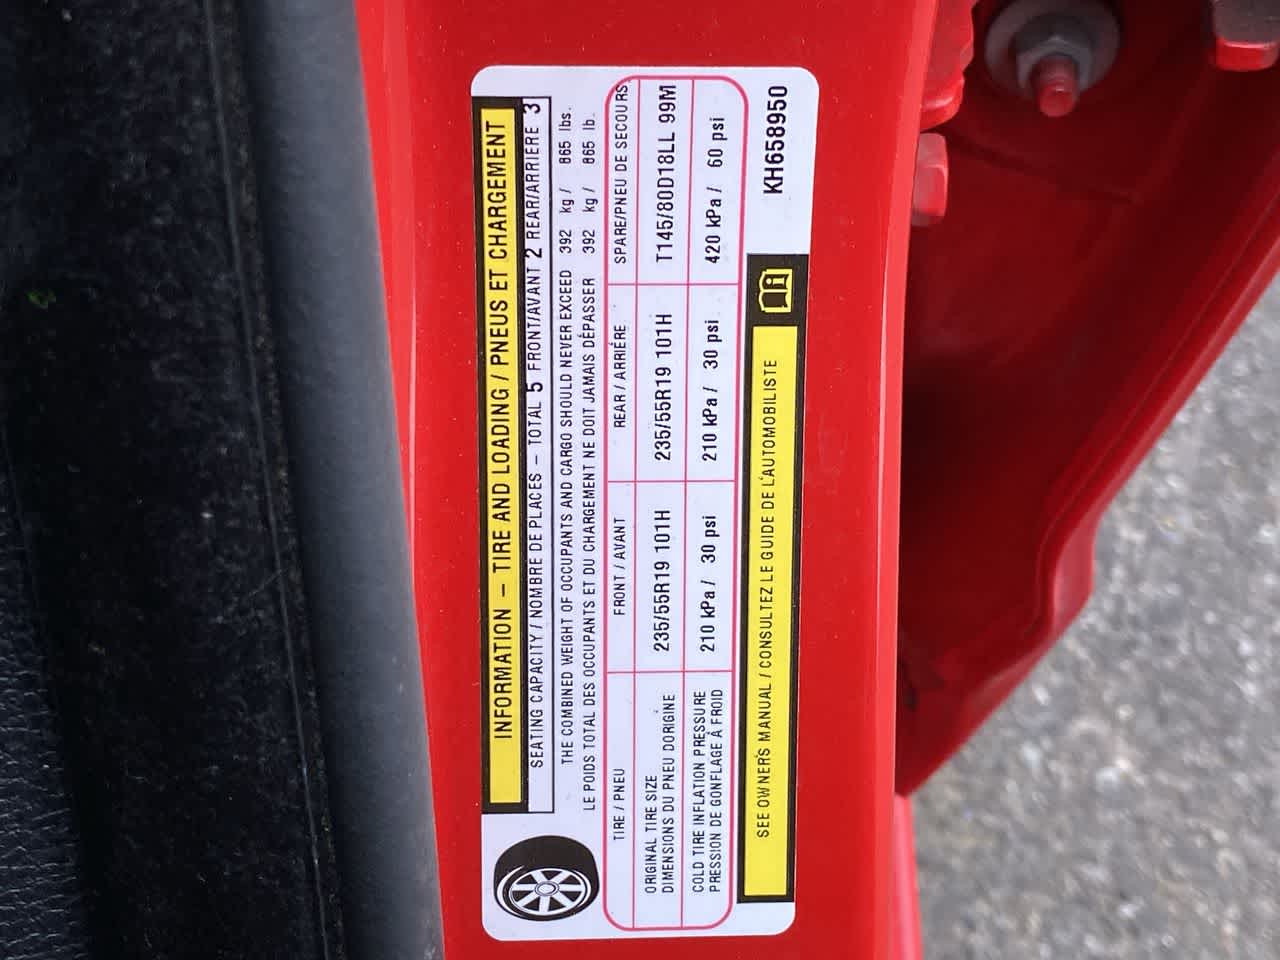 INFORMATION – TIRE AND LOADING / PNEUS ET CHARGEMENT
SEATING CAPACITY / NOMBRE DE PLACES – TOTAL 5 FRONT/AVANT 2 REAR/ARRIÈRE 3
THE COMBINED WEIGHT OF OCCUPANTS AND CARGO SHOULD NEVER EXCEED 392 kg / 865 lbs.
LE POIDS TOTAL DES OCCUPANTS ET DU CHARGEMENT NE DOIT JAMAIS DÉPASSER 392 kg / 865 lb.
TIRE / PNEU FRONT / AVANT REAR / ARRIÉRE SPARE/PNEU DE SECOURS
ORIGINAL TIRE SIZE
DIMENSIONS DU PNEU DORIGINE 235/55R19 101H 235/55R19 101H T145/80D18LL 99M
COLD TIRE INFLATION PRESSURE
PRESSION DE GONFLAGE Á FROID 210 kPa / 30 psi 210 kPa / 30 psi 420 kPa / 60 psi
SEE OWNER'S MANUAL / CONSULTEZ LE GUIDE DE L'AUTOMOBILISTE
KH658950